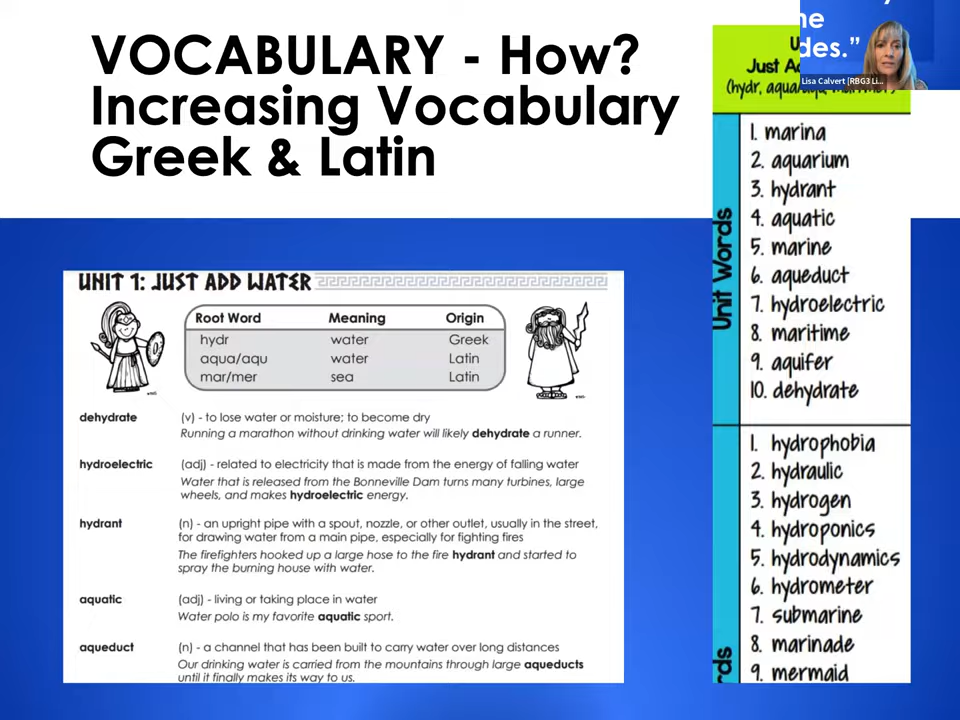 VOCABULARY - How?
Increasing Vocabulary
Greek & Latin
UNIT 1: JUST ADD WATER
Root Word Meaning Origin
hydr water Greek
aqua/aqu water Latin
mar/mer sea Latin
dehydrate (v) - to lose water or moisture; to become dry
Running a marathon without drinking water will likely dehydrate a runner.
hydroelectric (adj) - related to electricity that is made from the energy of falling water
Water that is released from the Bonneville Dam turns many turbines, large
wheels, and makes hydroelectric energy.
hydrant (n) - an upright pipe with a spout, nozzle, or other outlet, usually in the street,
for drawing water from a main pipe, especially for fighting fires
The firefighters hooked up a large hose to the fire hydrant and started to
spray the burning house with water.
aquatic (adj) - living or taking place in water
Water polo is my favorite aquatic sport.
aqueduct (n) - a channel that has been built to carry water over long distances
Our drinking water is carried from the mountains through large aqueducts
until it finally makes its way to us.
des.”
Lisa Calvert [RBG3 Li...
Just
(hydr, aqua/aqu,
Unit Words
1. marina
2. aquarium
3. hydrant
4. aquatic
5. marine
6. aqueduct
7. hydroelectric
8. maritime
9. aquifer
10. dehydrate
1. hydrophobia
2. hydraulic
3. hydrogen
4. hydroponics
5. hydrodynamics
6. hydrometer
7. submarine
8. marinade
9. mermaid